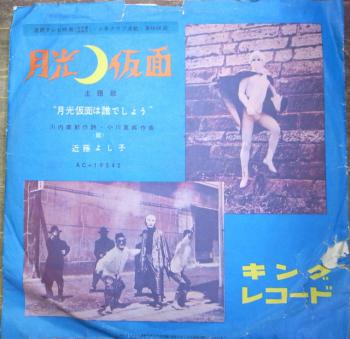 月光仮面
主題歌
"月光仮面は誰でしょう"
川内康範作詩・小川寛興作曲
唄
近藤よし子
キング
レコード